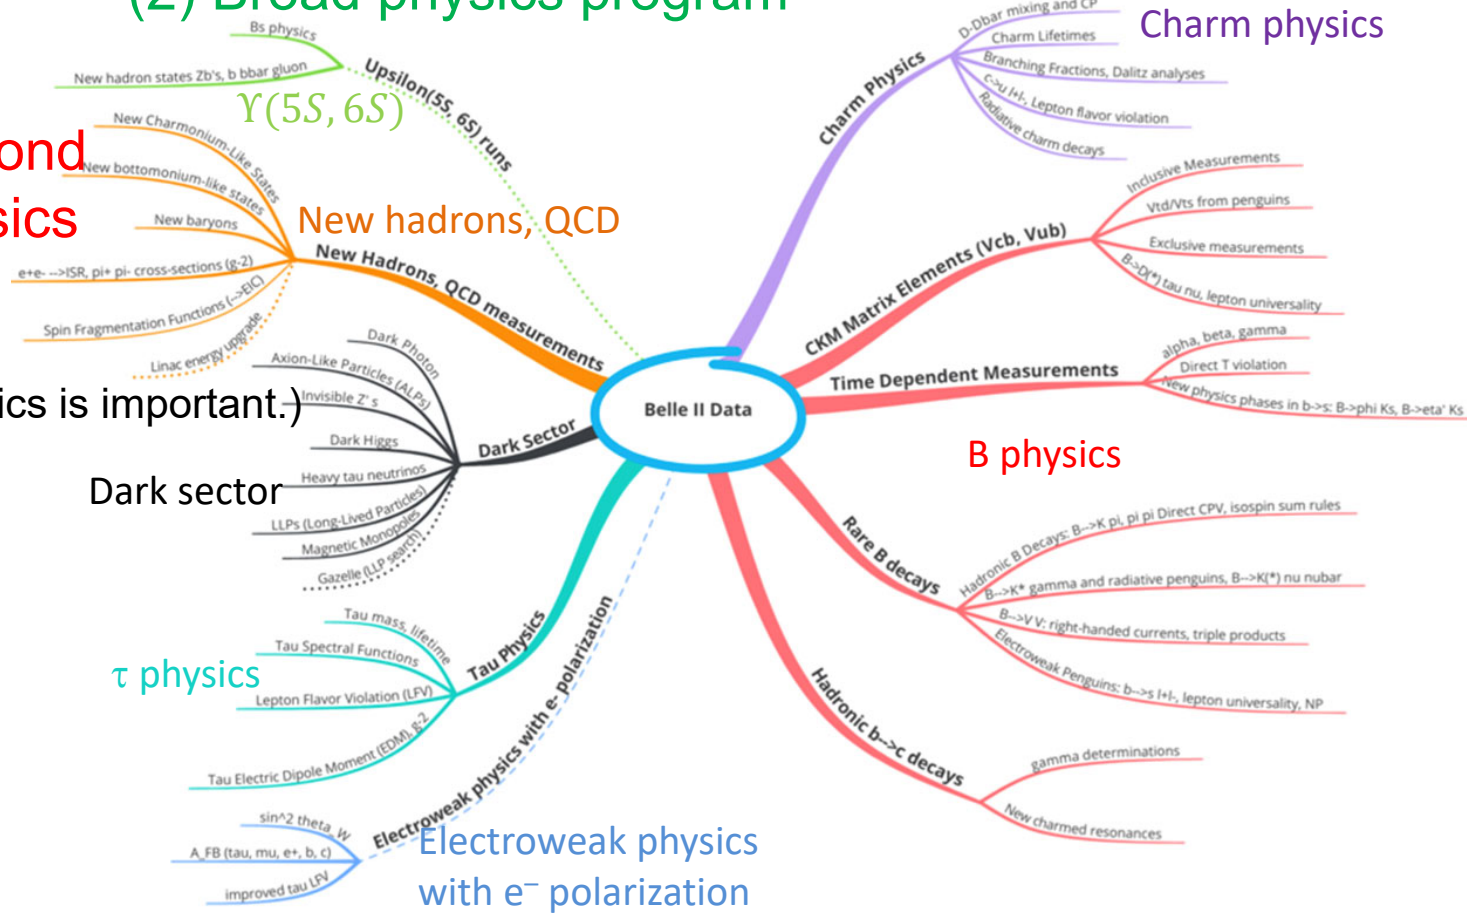 (2) Broad physics program
ond
sics
ics is important.)
Belle II Data
Upsilon(5S, 6S) runs
ϒ(5S, 6S)
Bs physics
New hadron states Zb's, b bbar gluon
New Hadrons, QCD measurements
New hadrons, QCD
New Charmonium-Like States
New bottomonium-like states
New baryons
e+e- -->ISR, pi+ pi- cross-sections (g-2)
Spin Fragmentation Functions (-->EIC)
Linac energy upgrade
Dark Sector
Dark sector
Dark Photon
Axion-Like Particles (ALPs)
Invisible Z' s
Dark Higgs
Heavy tau neutrinos
LLPs (Long-Lived Particles)
Magnetic Monopoles
Gazelle (LLP search)
Tau Physics
τ physics
Tau mass, lifetime
Tau Spectral Functions
Lepton Flavor Violation (LFV)
Tau Electric Dipole Moment (EDM), g-2
Electroweak physics with e- polarization
Electroweak physics
with e⁻ polarization
sin^2 theta_W
A_FB (tau, mu, e+, b, c)
improved tau LFV
Charm Physics
Charm physics
D-Dbar mixing and CP
Charm Lifetimes
Branching Fractions, Dalitz analyses
c->u l+l-, Lepton flavor violation
Radiative charm decays
CKM Matrix Elements (Vcb, Vub)
Inclusive Measurements
Vtd/Vts from penguins
Exclusive measurements
B->D(*) tau nu, lepton universality
Time Dependent Measurements
alpha, beta, gamma
Direct T violation
New physics phases in b->s: B->phi Ks, B->eta' Ks
B physics
Rare B decays
Hadronic B Decays: B-->K pi, pi pi Direct CPV, isospin sum rules
B-->K* gamma and radiative penguins, B-->K(*) nu nubar
B-->V V: right-handed currents, triple products
Electroweak Penguins: b-->s l+l-, lepton universality, NP
Hadronic b-->c decays
gamma determinations
New charmed resonances